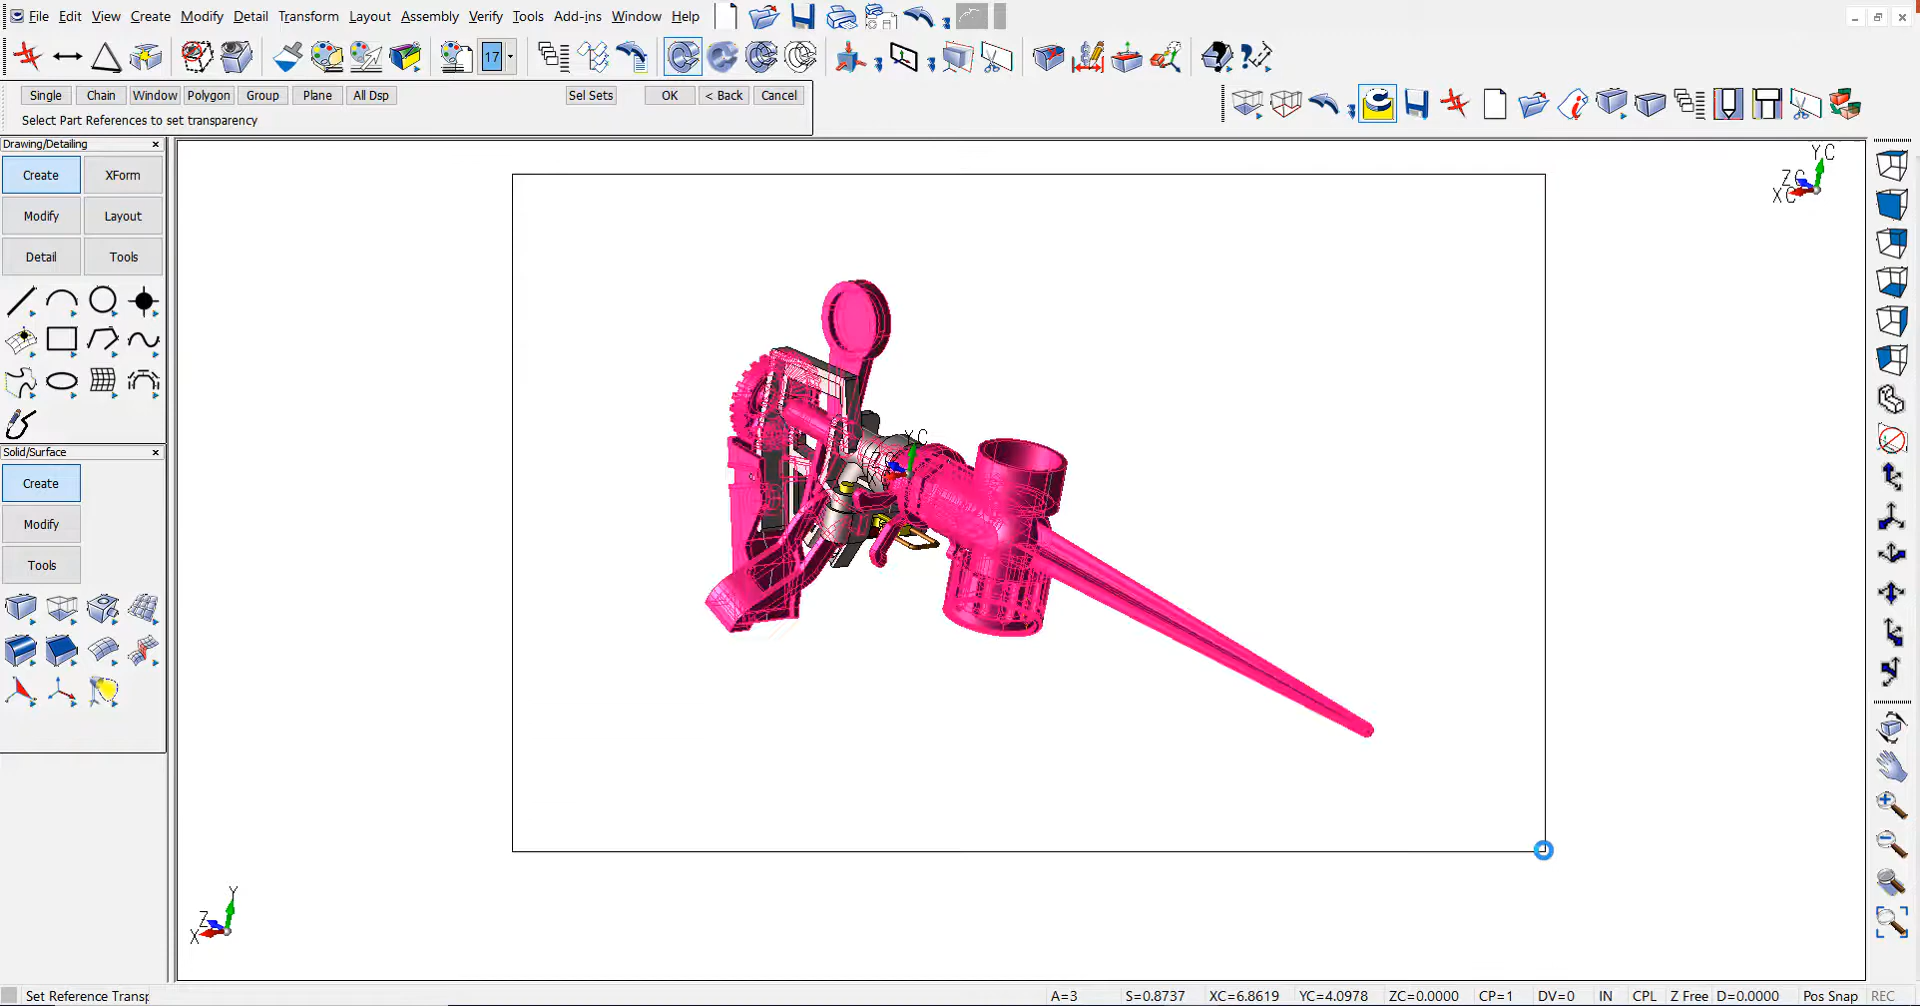 File Edit View Create Modify Detail Transform Layout Assembly Verify Tools Add-ins Window Help
17
Single Chain Window Polygon Group Plane All Dsp Sel Sets OK < Back Cancel
Select Part References to set transparency
Drawing/Detailing
Create XForm
Modify Layout
Detail Tools
Solid/Surface
Create
Modify
Tools
YC
ZC
XC
YC
Y
Z
X
Set Reference Transp
A=3 S=0.8737 XC=6.8619 YC=4.0978 ZC=0.0000 CP=1 DV=0 IN CPL Z Free D=0.0000 Pos Snap REC